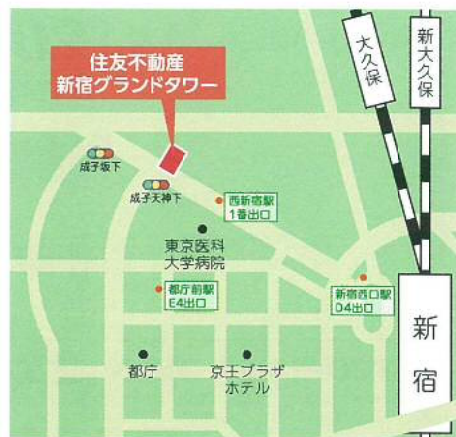 住友不動産
新宿グランドタワー
大久保
新大久保
成子坂下
成子天神下
西新宿駅
1番出口
東京医科
大学病院
都庁前駅
E4出口
新宿西口駅
D4出口
新宿
都庁
京王プラザ
ホテル